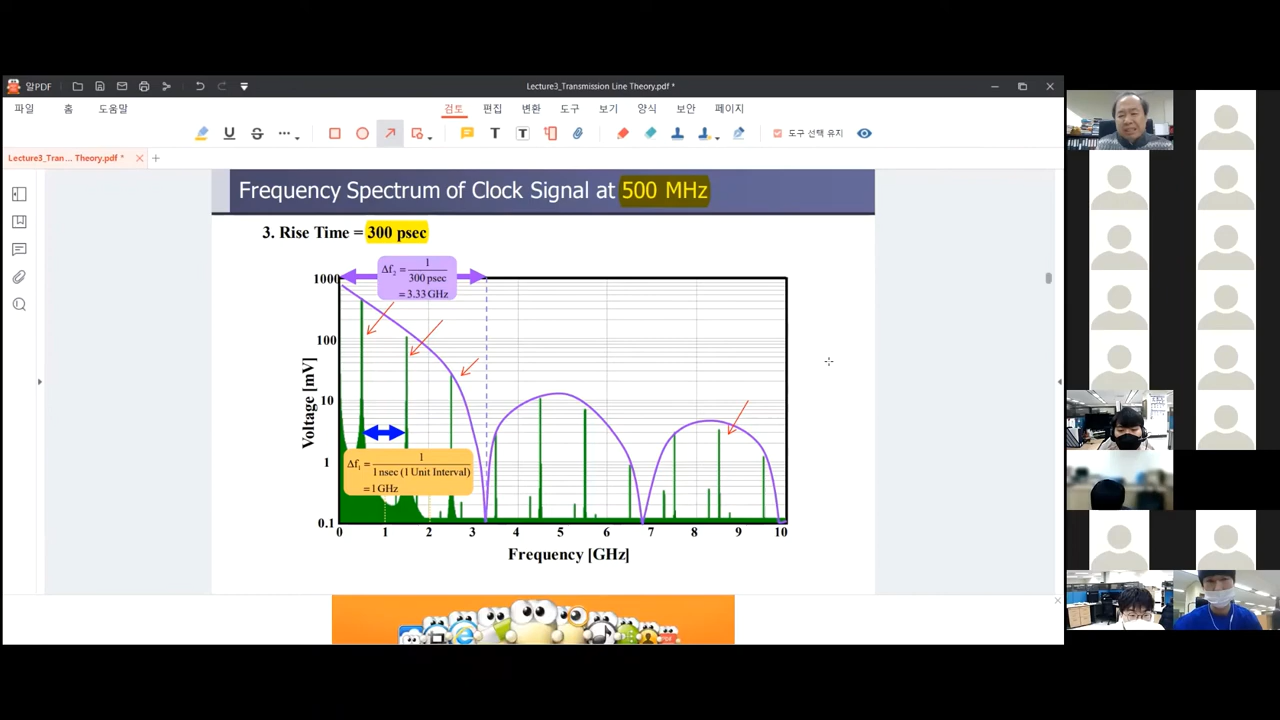 알PDF
Lecture3_Transmission Line Theory.pdf *
파일 홈 도움말 검토 편집 변환 도구 보기 양식 보안 페이지
T T 도구 선택 유지
Lecture3_Tran... Theory.pdf *
Frequency Spectrum of Clock Signal at 500 MHz
3. Rise Time = 300 psec
Δf₂ = 1 / 300 psec
= 3.33 GHz
1000
100
10
1
0.1
Voltage [mV]
Δf₁ = 1 / 1 nsec (1 Unit Interval)
= 1 GHz
0 1 2 3 4 5 6 7 8 9 10
Frequency [GHz]